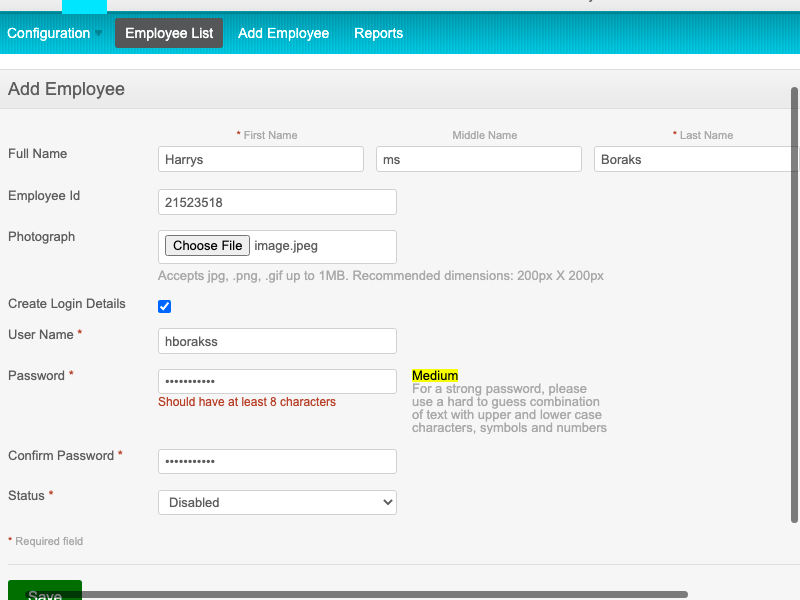 Configuration Employee List Add Employee Reports
Add Employee
* First Name Middle Name * Last Name
Full Name Harrys ms Boraks
Employee Id 21523518
Photograph Choose File image.jpeg
Accepts jpg, .png, .gif up to 1MB. Recommended dimensions: 200px X 200px
Create Login Details
User Name * hborakss
Password * ••••••••••• Medium
Should have at least 8 characters
For a strong password, please
use a hard to guess combination
of text with upper and lower case
characters, symbols and numbers
Confirm Password * •••••••••••
Status * Disabled
* Required field
Save